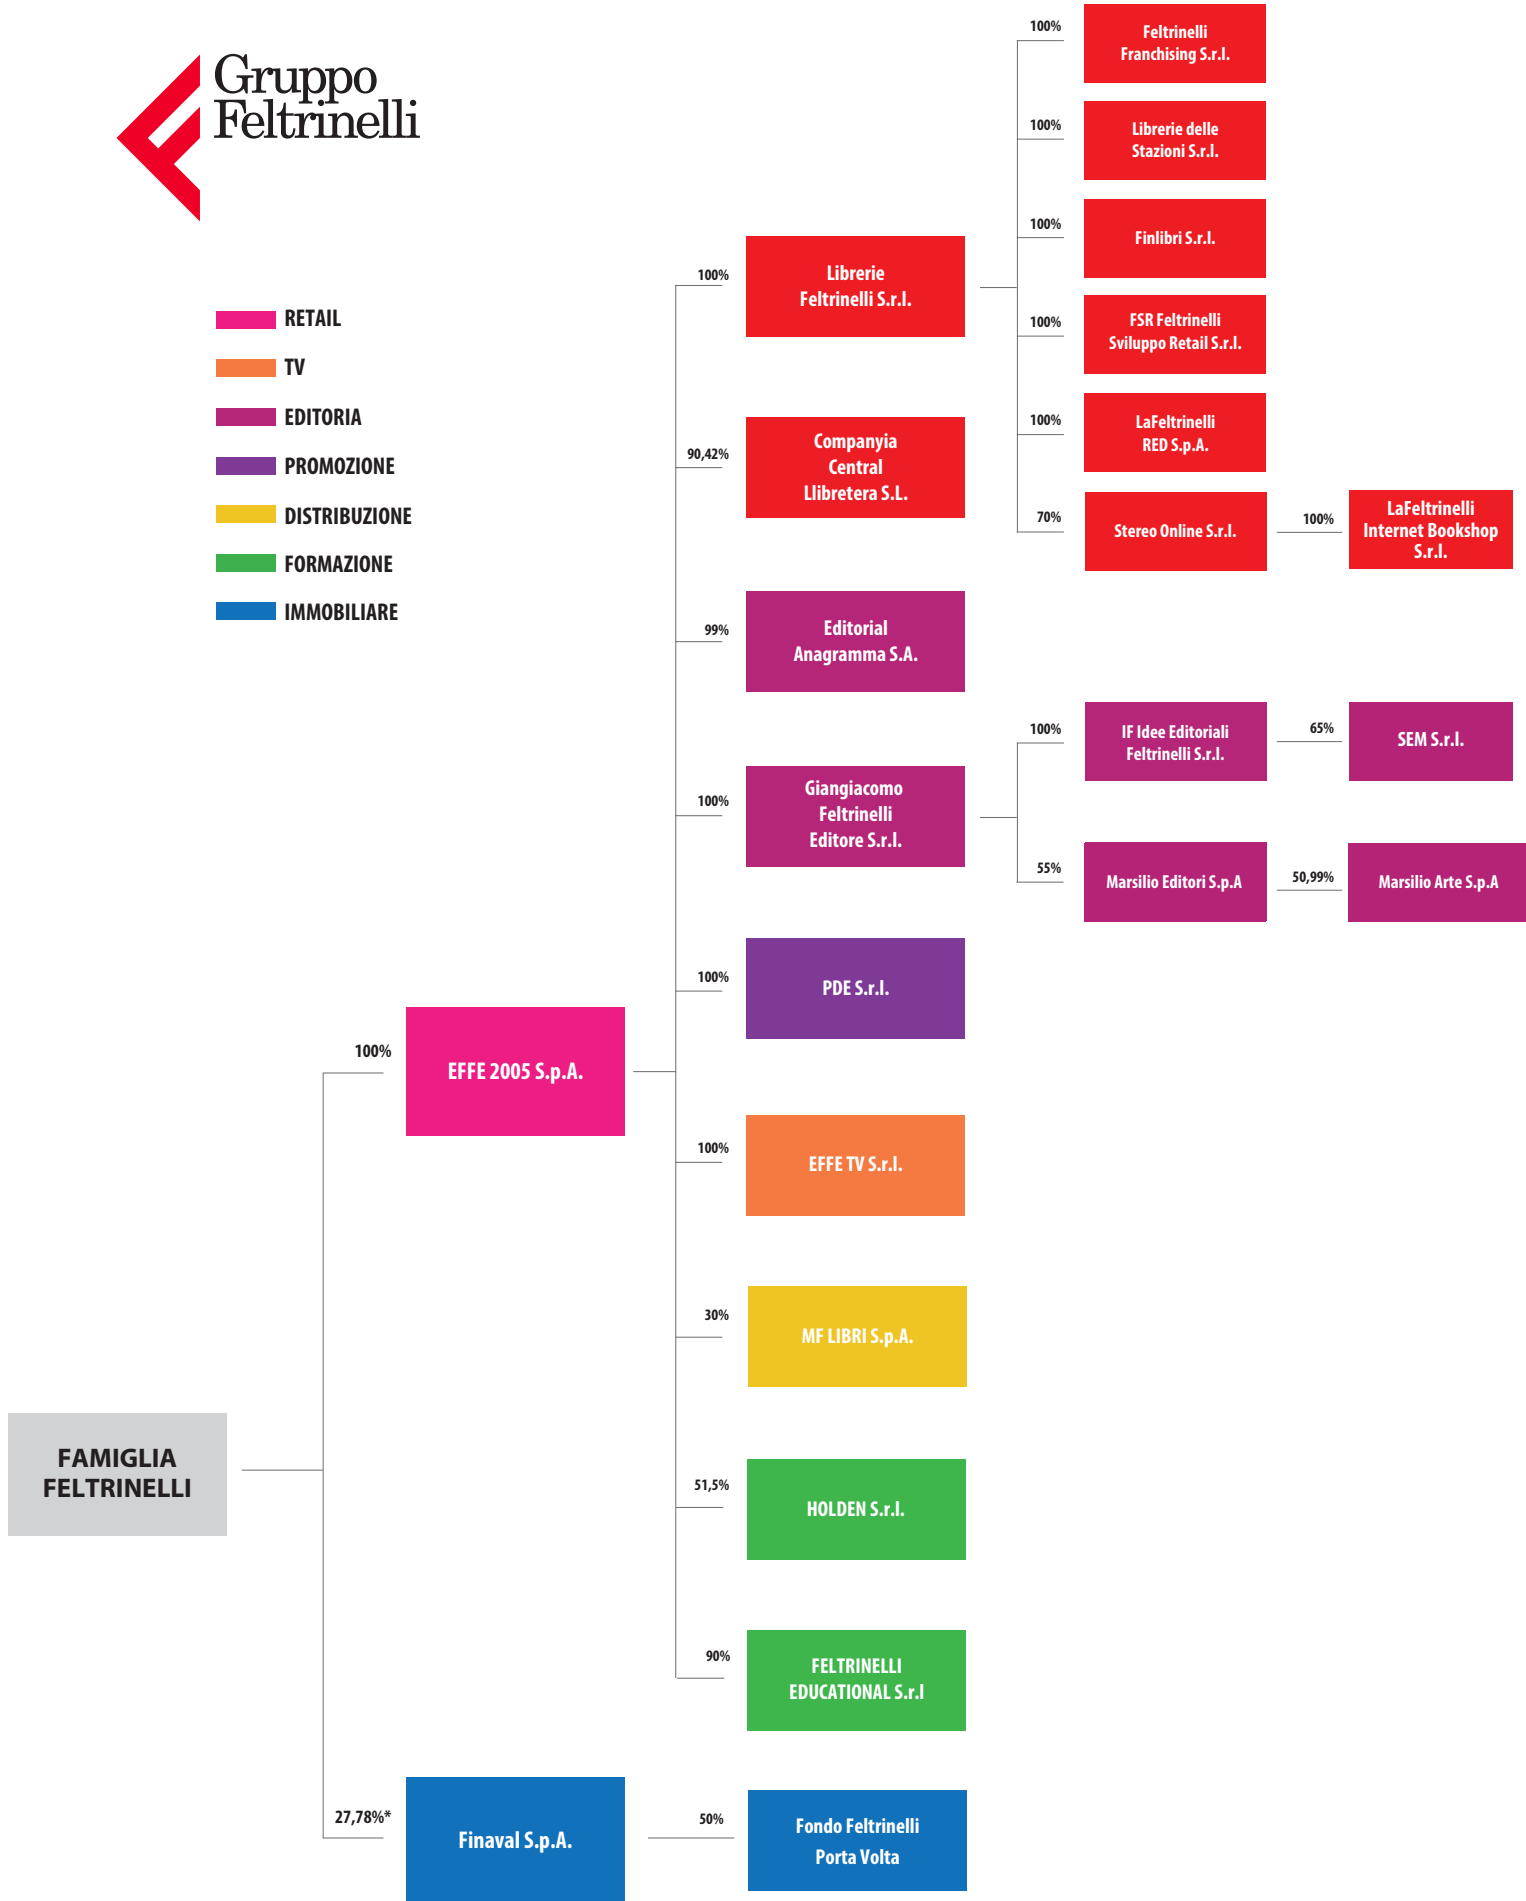 Gruppo
Feltrinelli
RETAIL
TV
EDITORIA
PROMOZIONE
DISTRIBUZIONE
FORMAZIONE
IMMOBILIARE
FAMIGLIA
FELTRINELLI
100%
EFFE 2005 S.p.A.
27,78%*
Finaval S.p.A.
50%
Fondo Feltrinelli
Porta Volta
100%
Librerie
Feltrinelli S.r.l.
90,42%
Companyia
Central
Llibretera S.L.
99%
Editorial
Anagramma S.A.
100%
Giangiacomo
Feltrinelli
Editore S.r.l.
100%
PDE S.r.l.
100%
EFFE TV S.r.l.
30%
MF LIBRI S.p.A.
51,5%
HOLDEN S.r.l.
90%
FELTRINELLI
EDUCATIONAL S.r.l
100%
Feltrinelli
Franchising S.r.l.
100%
Librerie delle
Stazioni S.r.l.
100%
Finlibri S.r.l.
100%
FSR Feltrinelli
Sviluppo Retail S.r.l.
100%
LaFeltrinelli
RED S.p.A.
70%
Stereo Online S.r.l.
100%
LaFeltrinelli
Internet Bookshop
S.r.l.
100%
IF Idee Editoriali
Feltrinelli S.r.l.
65%
SEM S.r.l.
55%
Marsilio Editori S.p.A
50,99%
Marsilio Arte S.p.A